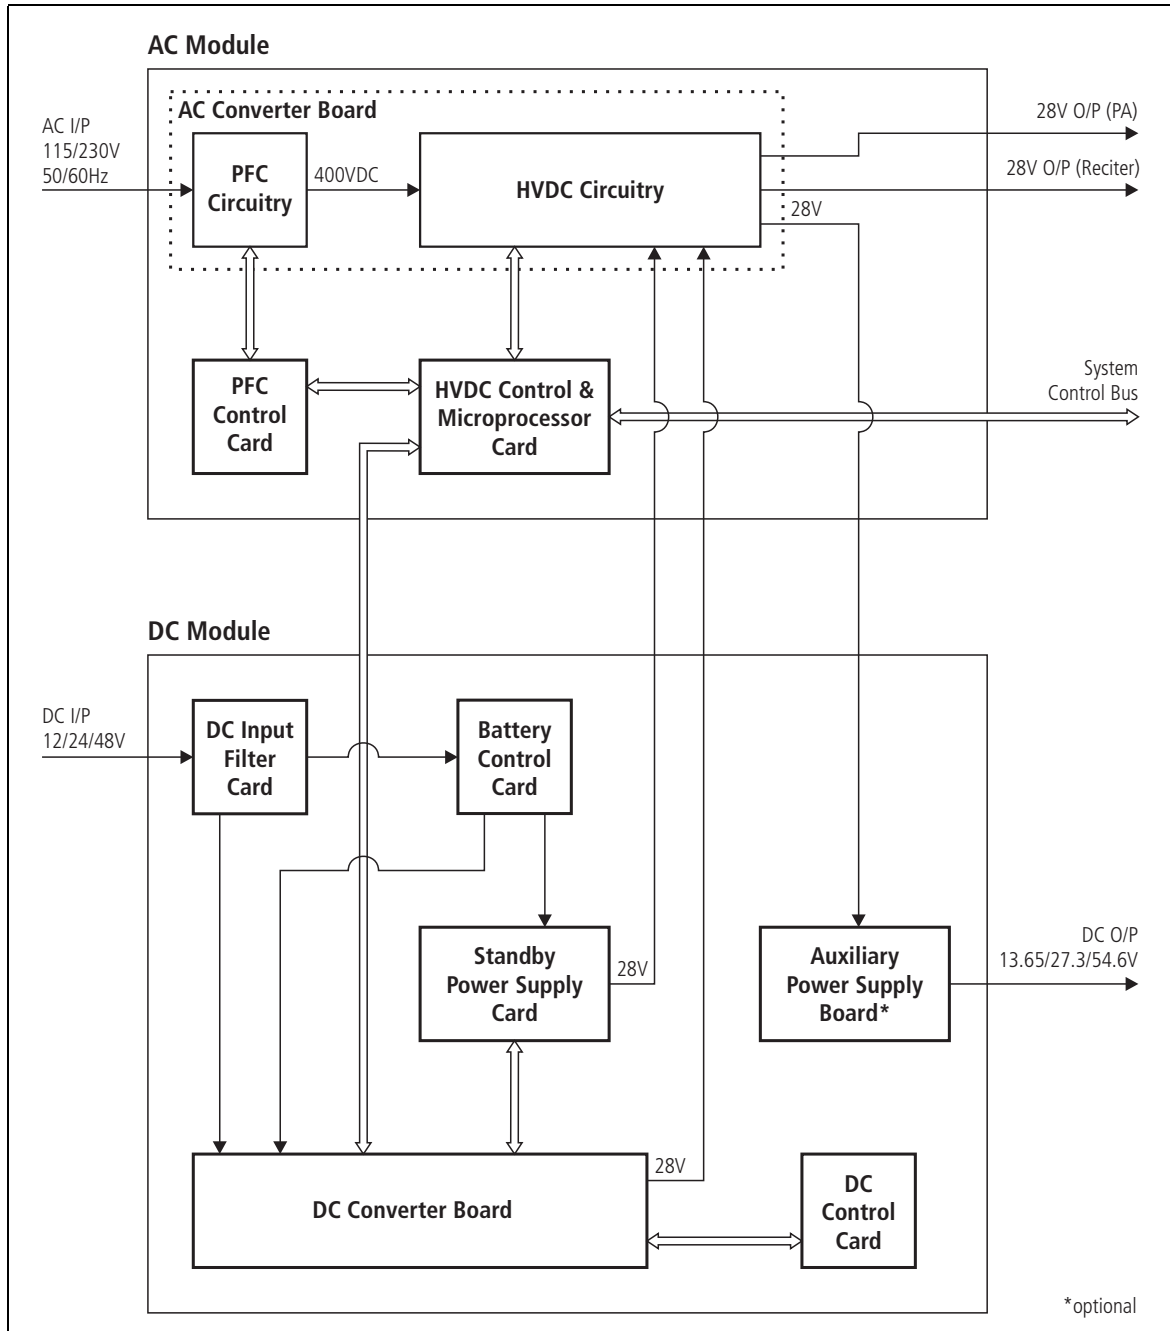 AC Module
AC Converter Board
AC I/P
115/230V
50/60Hz
PFC
Circuitry
400VDC
HVDC Circuitry
28V O/P (PA)
28V O/P (Reciter)
28V
PFC
Control
Card
HVDC Control &
Microprocessor
Card
System
Control Bus
DC Module
DC I/P
12/24/48V
DC Input
Filter
Card
Battery
Control
Card
Standby
Power Supply
Card
28V
Auxiliary
Power Supply
Board*
DC O/P
13.65/27.3/54.6V
DC Converter Board
28V
DC
Control
Card
*optional